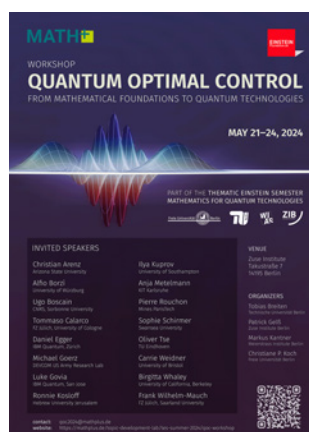 MATH+
EINSTEIN
WORKSHOP
QUANTUM OPTIMAL CONTROL
FROM MATHEMATICAL FOUNDATIONS TO QUANTUM TECHNOLOGIES
MAY 21–24, 2024
PART OF THE THEMATIC EINSTEIN SEMESTER
MATHEMATICS FOR QUANTUM TECHNOLOGIES
Freie Universität Berlin
ZIB
INVITED SPEAKERS
Christian Arenz
Arizona State University
Alfio Borzì
University of Würzburg
Ugo Boscain
CNRS, Sorbonne University
Tommaso Calarco
FZ Jülich, University of Cologne
Daniel Egger
IBM Quantum, Zürich
Michael Goerz
DEVCOM US Army Research Lab
Luke Govia
IBM Quantum, San Jose
Ronnie Kosloff
Hebrew University Jerusalem
Ilya Kuprov
University of Southampton
Anja Metelmann
KIT Karlsruhe
Pierre Rouchon
Mines ParisTech
Sophie Schirmer
Swansea University
Oliver Tse
TU Eindhoven
Carrie Weidner
University of Bristol
Birgitta Whaley
University of California, Berkeley
Frank Wilhelm-Mauch
FZ Jülich, Saarland University
VENUE
Zuse Institute
Takustraße 7
14195 Berlin
ORGANIZERS
Tobias Breiten
Technische Universität Berlin
Patrick Gelß
Zuse Institute Berlin
Markus Kantner
Weierstrass Institute Berlin
Christiane P. Koch
Freie Universität Berlin
contact:
website: